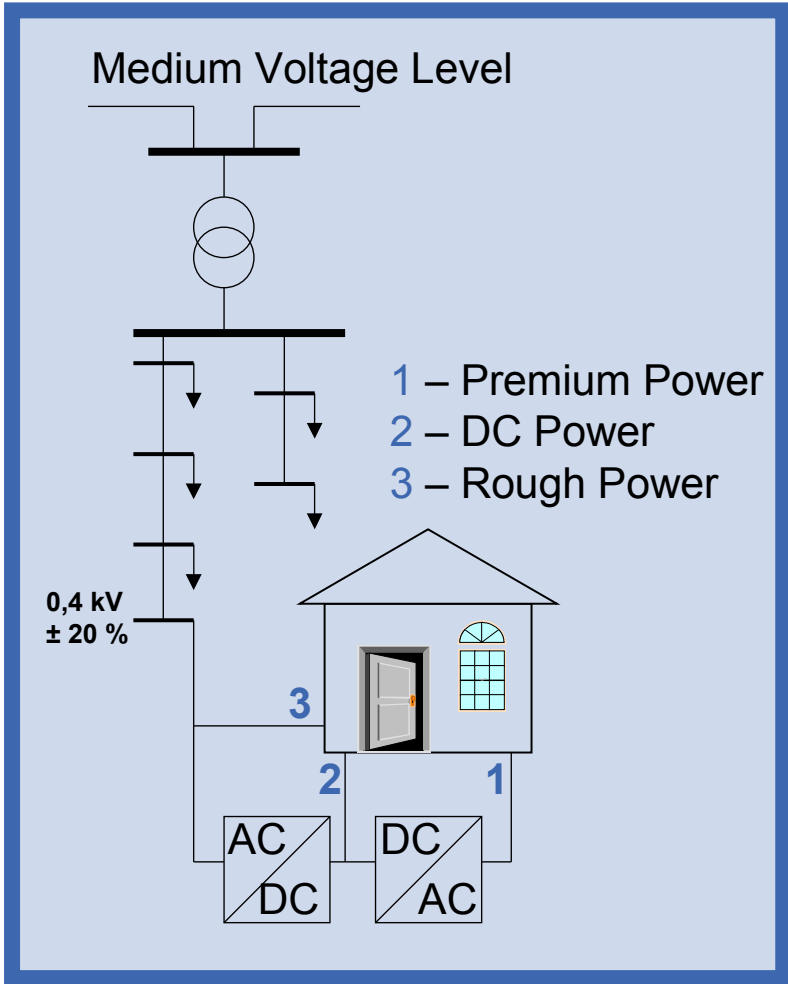 Medium Voltage Level
1 – Premium Power
2 – DC Power
3 – Rough Power
0,4 kV
± 20 %
3
2
1
AC
DC
DC
AC